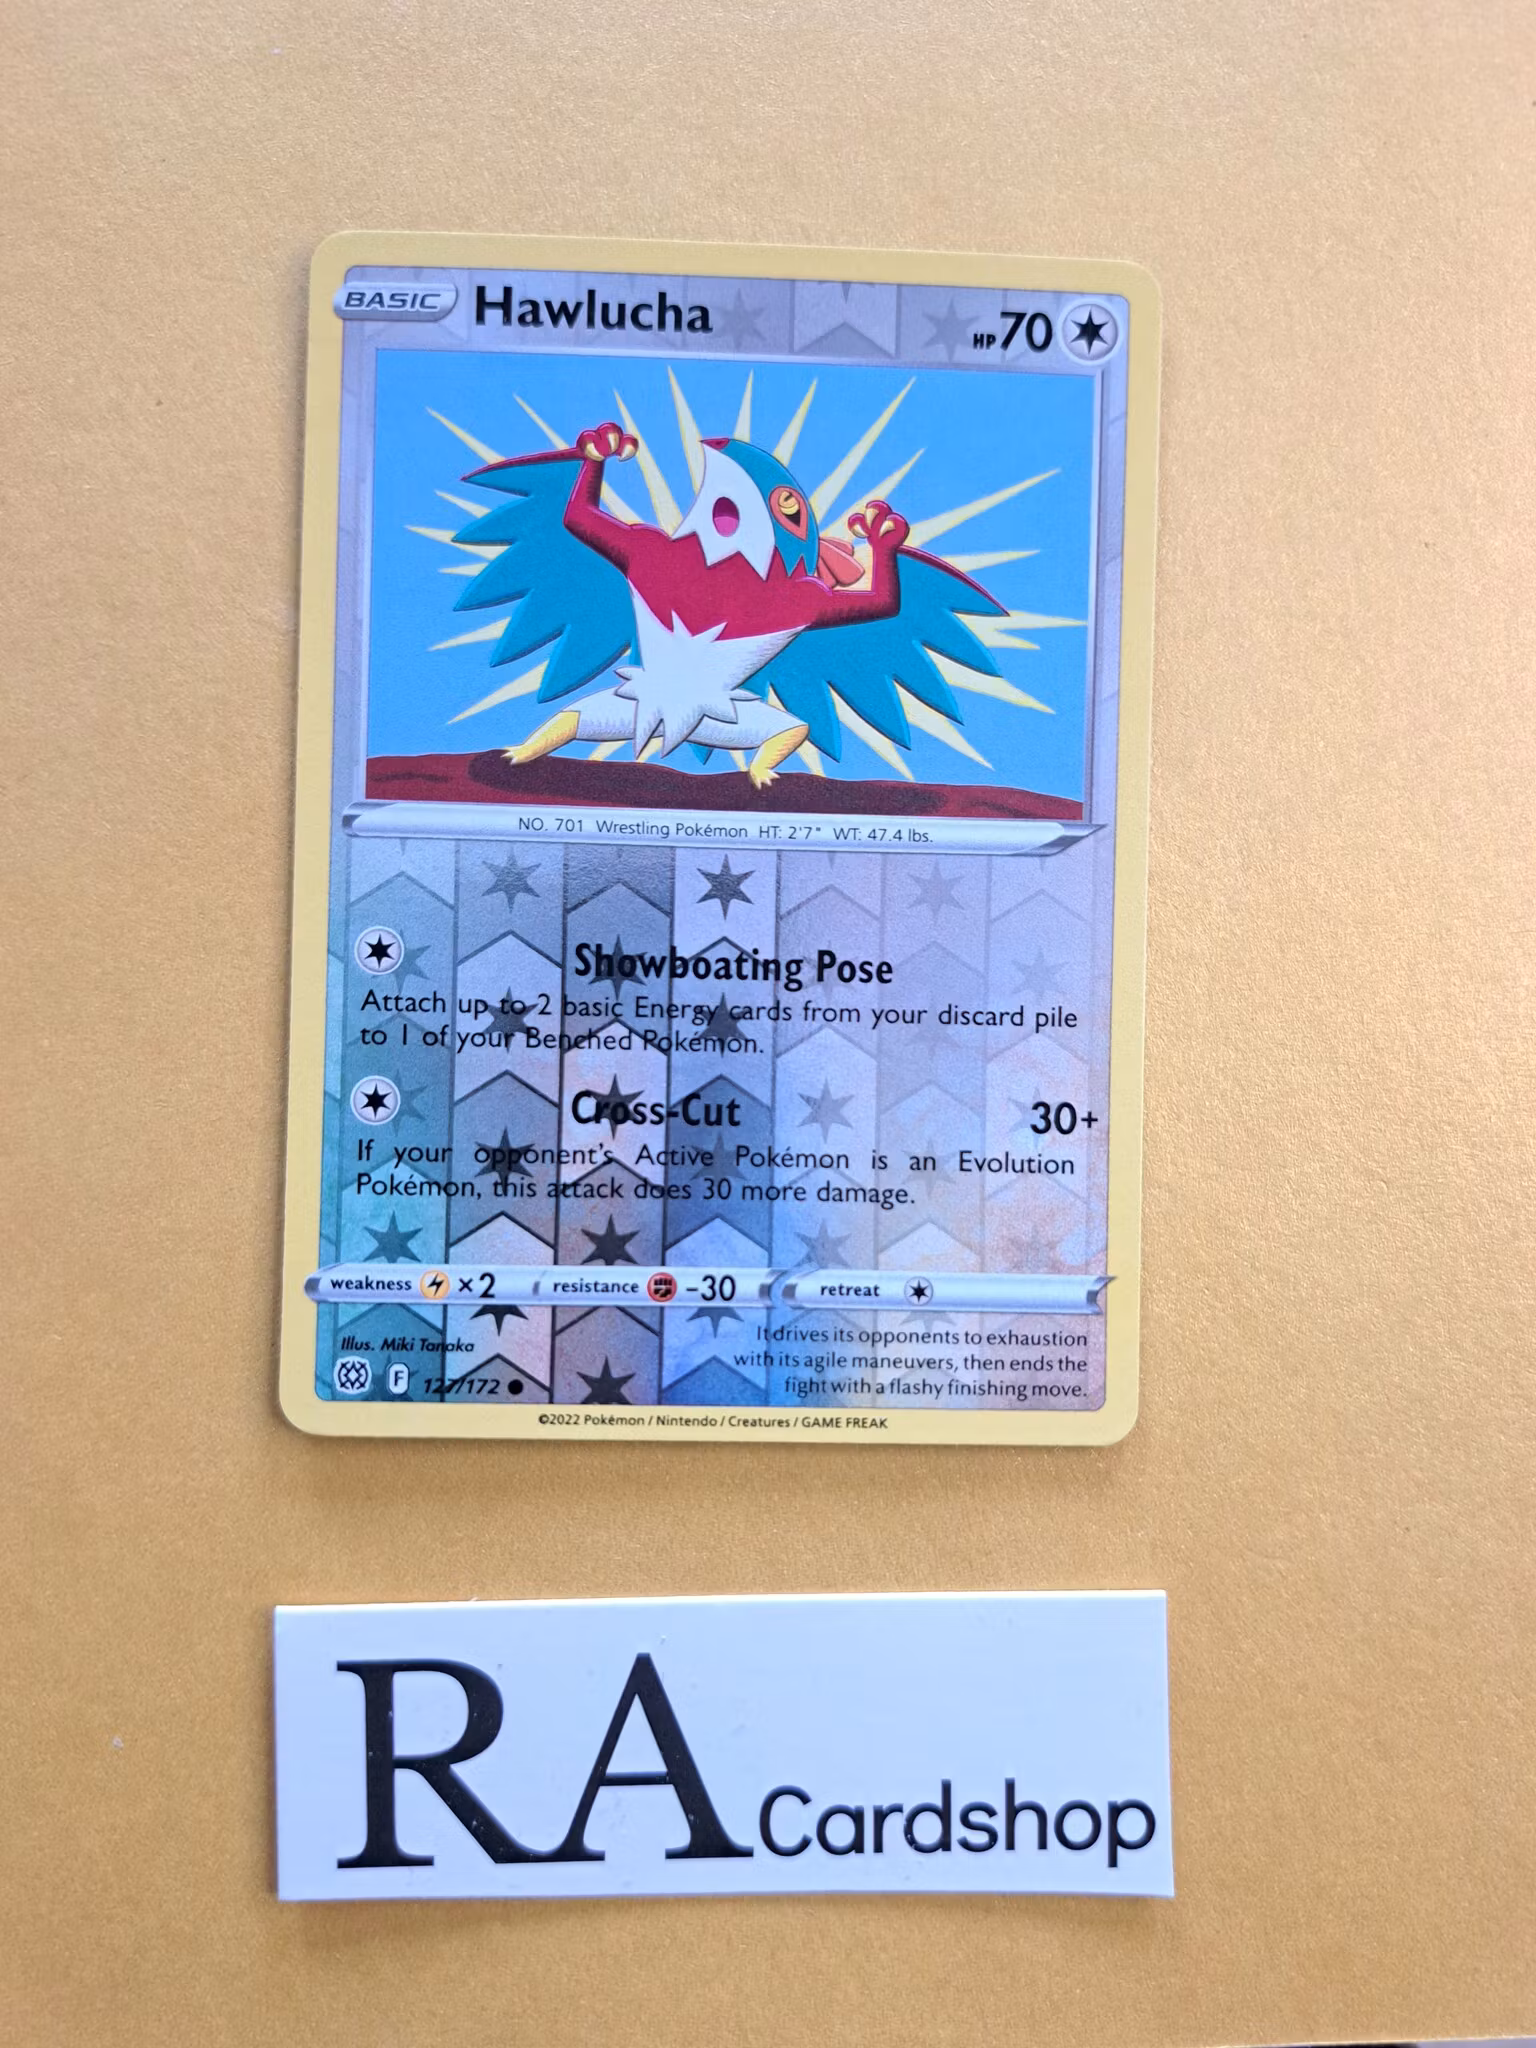 BASIC Hawlucha HP70
NO. 701 Wrestling Pokémon HT: 2'7" WT: 47.4 lbs.
Showboating Pose
Attach up to 2 basic Energy cards from your discard pile
to 1 of your Benched Pokémon.
Cross-Cut 30+
If your opponent's Active Pokémon is an Evolution
Pokémon, this attack does 30 more damage.
weakness ×2 resistance -30 retreat
Illus. Miki Tanaka
F 127/172
It drives its opponents to exhaustion
with its agile maneuvers, then ends the
fight with a flashy finishing move.
©2022 Pokémon / Nintendo / Creatures / GAME FREAK
RA Cardshop